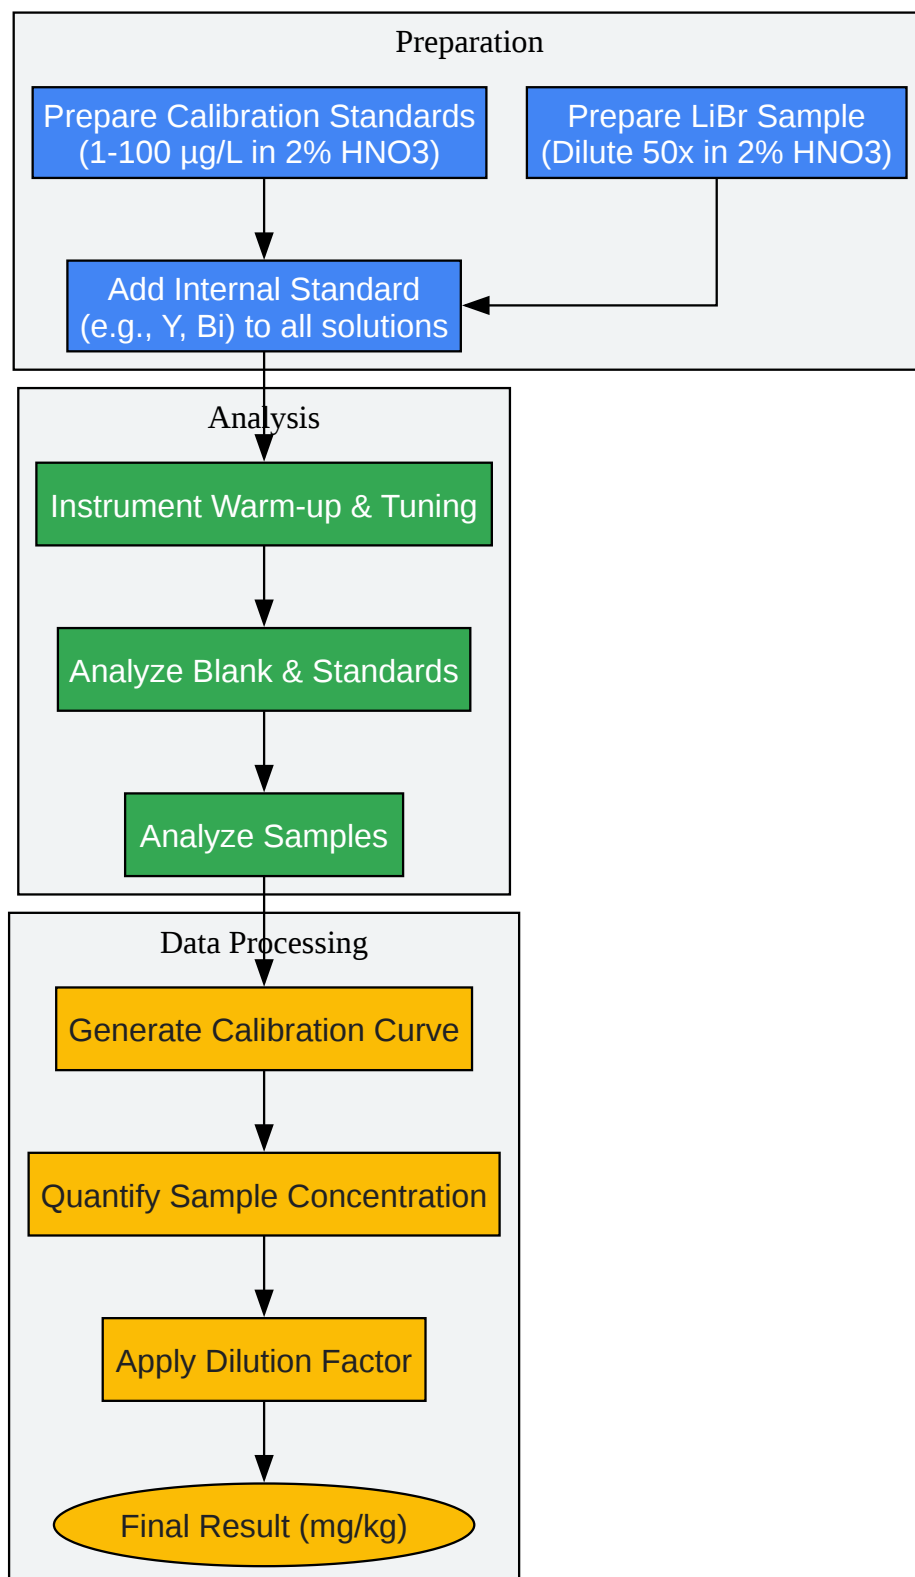 Preparation
Prepare Calibration Standards
(1-100 µg/L in 2% HNO3)
Prepare LiBr Sample
(Dilute 50x in 2% HNO3)
Add Internal Standard
(e.g., Y, Bi) to all solutions
Analysis
Instrument Warm-up & Tuning
Analyze Blank & Standards
Analyze Samples
Data Processing
Generate Calibration Curve
Quantify Sample Concentration
Apply Dilution Factor
Final Result (mg/kg)